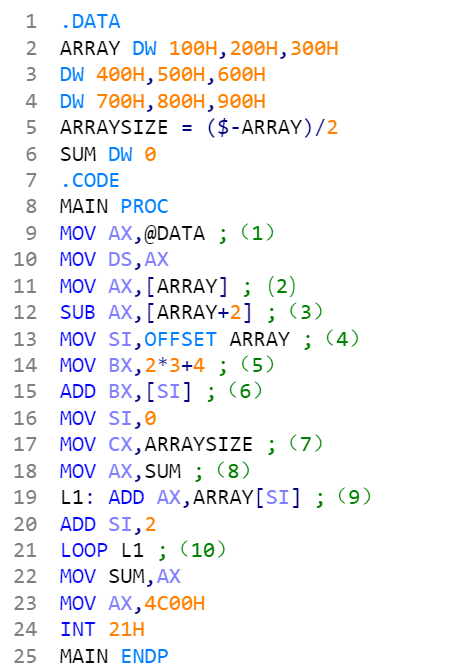 1 .DATA
2 ARRAY DW 100H,200H,300H
3 DW 400H,500H,600H
4 DW 700H,800H,900H
5 ARRAYSIZE = ($-ARRAY)/2
6 SUM DW 0
7 .CODE
8 MAIN PROC
9 MOV AX,@DATA ;（1）
10 MOV DS,AX
11 MOV AX,[ARRAY] ;（2）
12 SUB AX,[ARRAY+2] ;（3）
13 MOV SI,OFFSET ARRAY ;（4）
14 MOV BX,2*3+4 ;（5）
15 ADD BX,[SI] ;（6）
16 MOV SI,0
17 MOV CX,ARRAYSIZE ;（7）
18 MOV AX,SUM ;（8）
19 L1: ADD AX,ARRAY[SI] ;（9）
20 ADD SI,2
21 LOOP L1 ;（10）
22 MOV SUM,AX
23 MOV AX,4C00H
24 INT 21H
25 MAIN ENDP